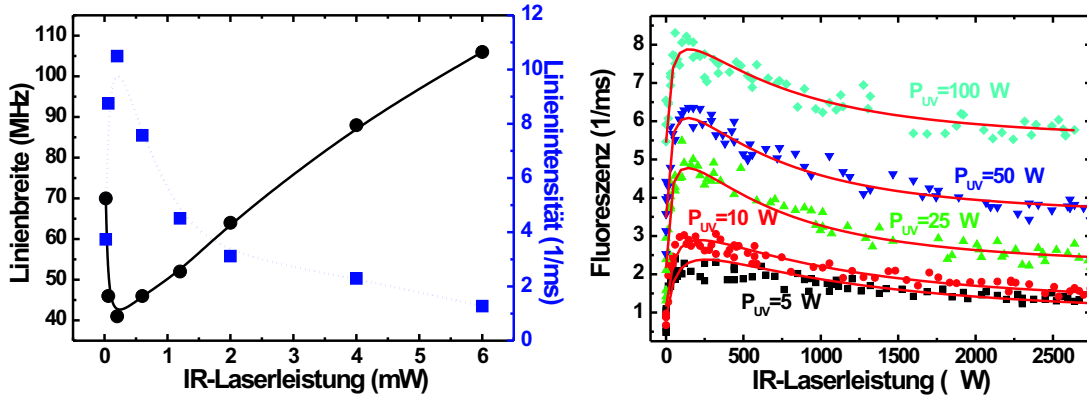 Linienbreite (MHz)
110
100
90
80
70
60
50
40
0 1 2 3 4 5 6
IR-Laserleistung (mW)
12
10
8
6
4
2
0
Linienintensität (1/ms)
Fluoreszenz (1/ms)
8
7
6
5
4
3
2
1
P_UV=100 W
P_UV=50 W
P_UV=10 W
P_UV=25 W
P_UV=5 W
0 500 1000 1500 2000 2500
IR-Laserleistung ( W)